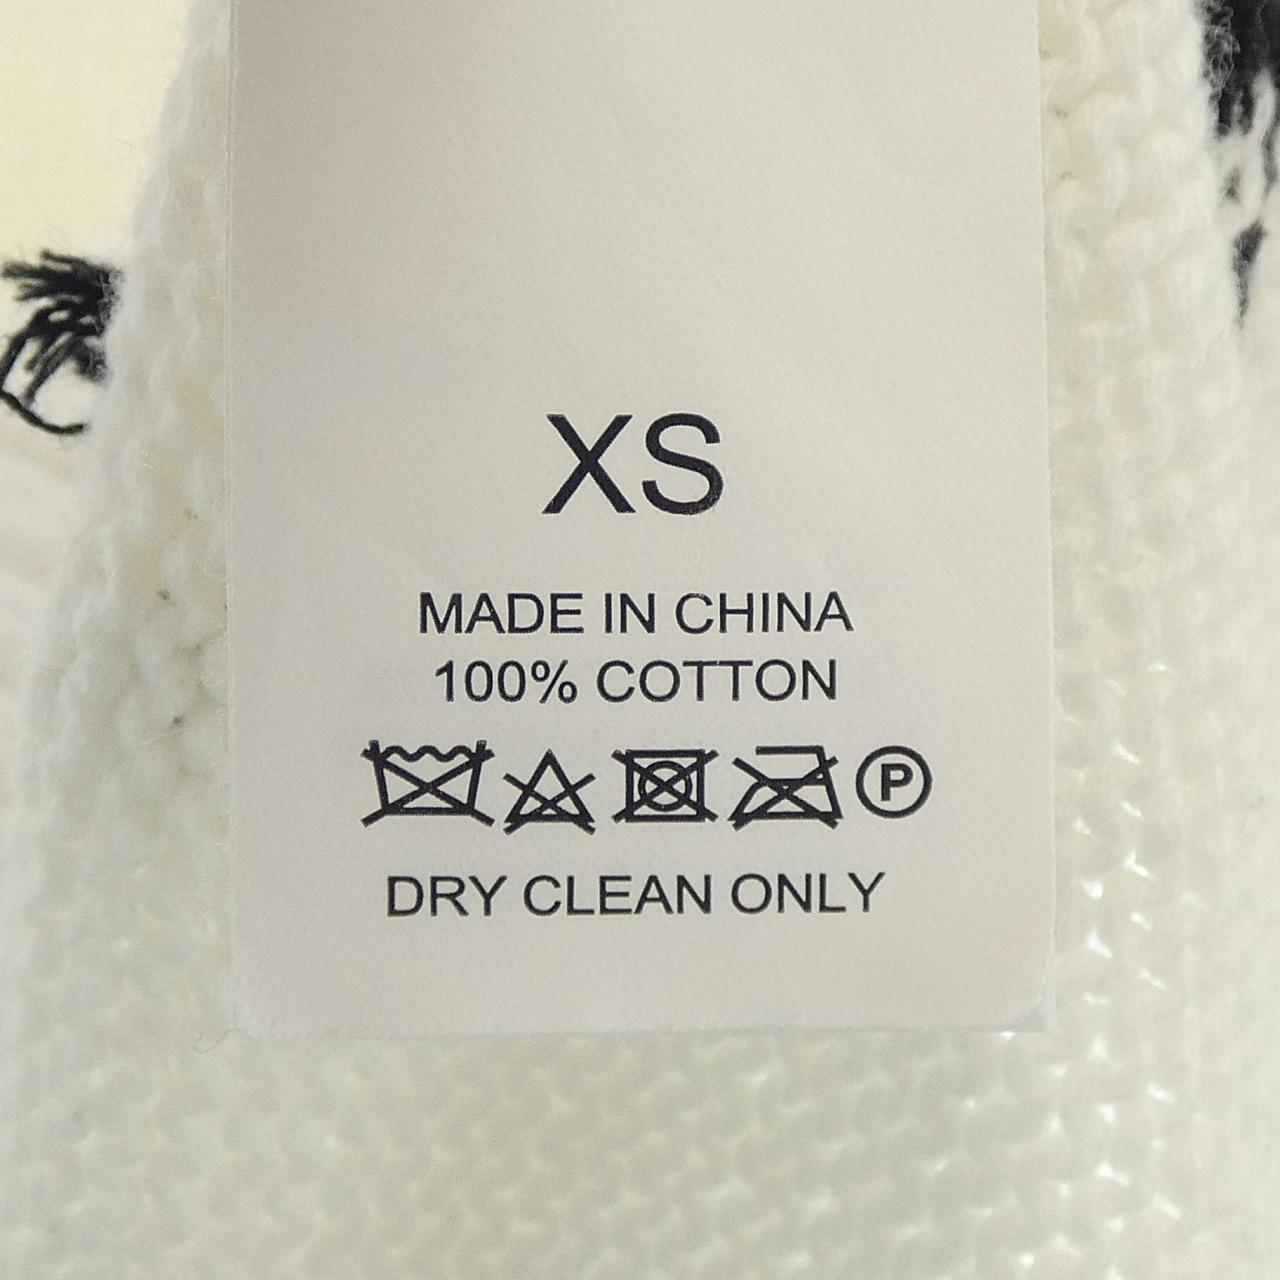 XS
MADE IN CHINA
100% COTTON
P
DRY CLEAN ONLY